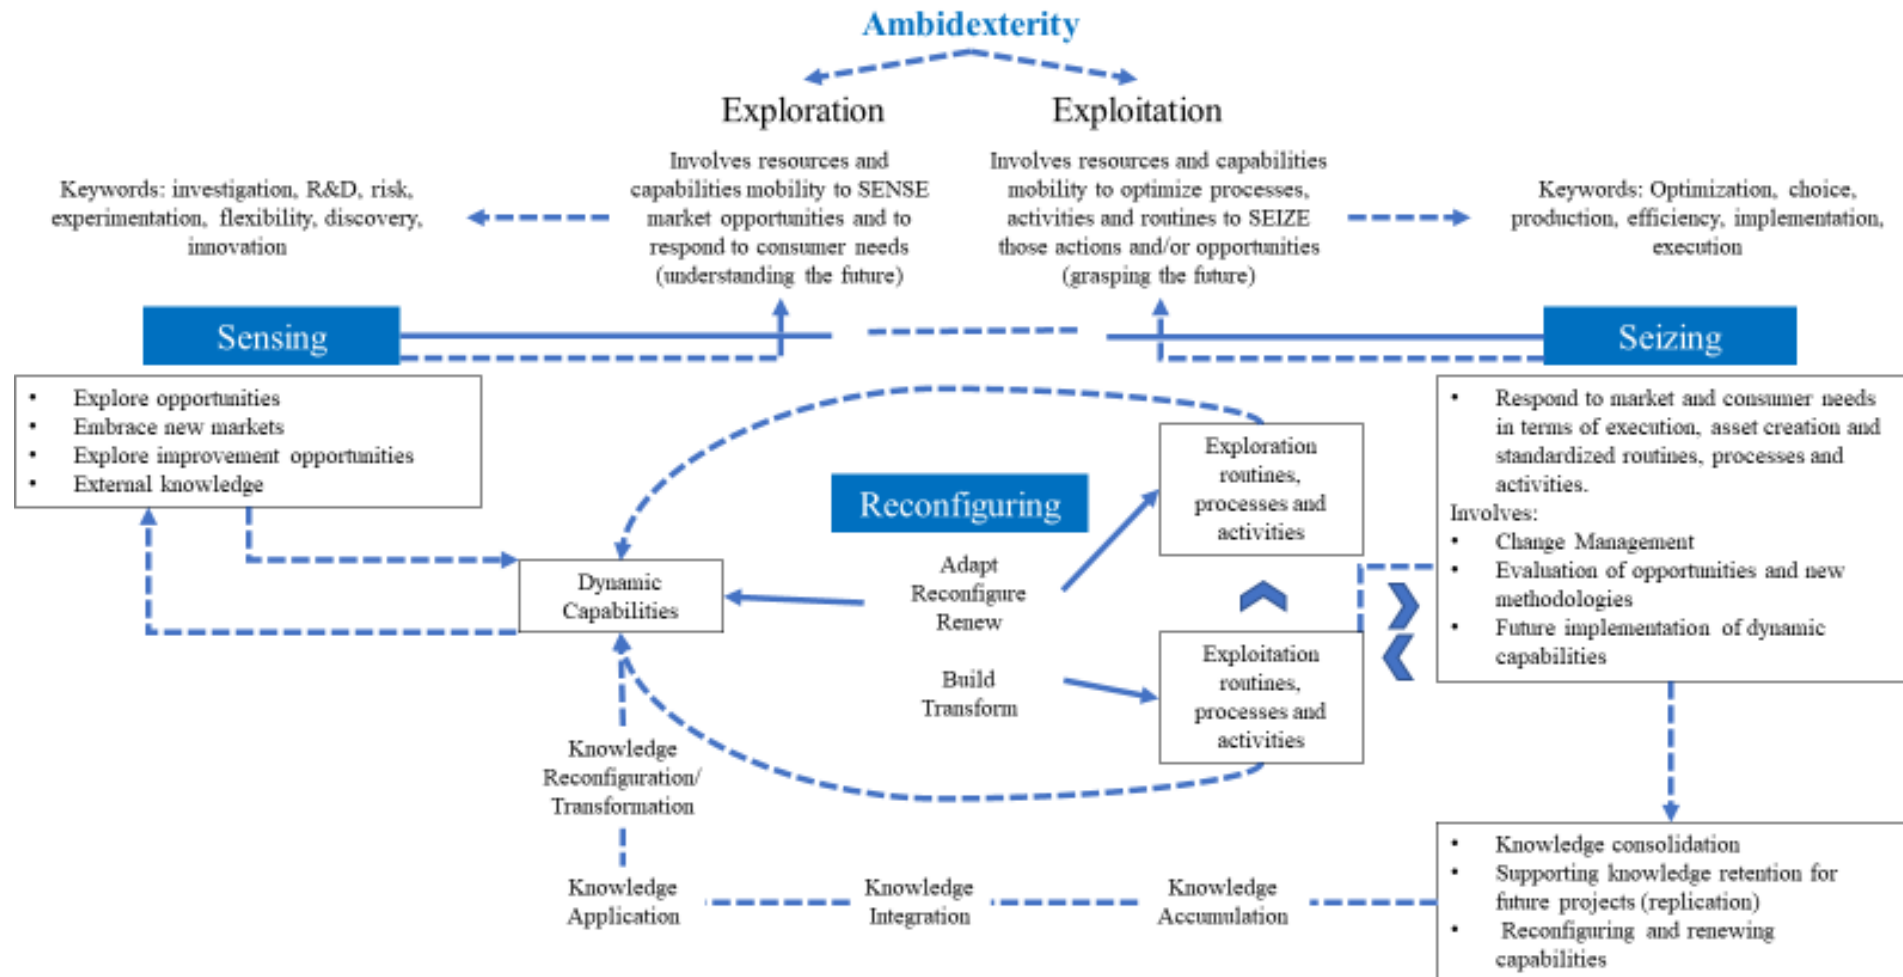 Ambidexterity
Exploration
Exploitation
Keywords: investigation, R&D, risk,
experimentation, flexibility, discovery,
innovation
Involves resources and
capabilities mobility to SENSE
market opportunities and to
respond to consumer needs
(understanding the future)
Involves resources and capabilities
mobility to optimize processes,
activities and routines to SEIZE
those actions and/or opportunities
(grasping the future)
Keywords: Optimization, choice,
production, efficiency, implementation,
execution
Sensing
Seizing
• Explore opportunities
• Embrace new markets
• Explore improvement opportunities
• External knowledge
Reconfiguring
Adapt
Reconfigure
Renew
Build
Transform
Dynamic
Capabilities
Exploration
routines,
processes and
activities
Exploitation
routines,
processes and
activities
• Respond to market and consumer needs
in terms of execution, asset creation and
standardized routines, processes and
activities.
Involves:
• Change Management
• Evaluation of opportunities and new
methodologies
• Future implementation of dynamic
capabilities
Knowledge
Reconfiguration/
Transformation
Knowledge
Application
Knowledge
Integration
Knowledge
Accumulation
• Knowledge consolidation
• Supporting knowledge retention for
future projects (replication)
• Reconfiguring and renewing
capabilities